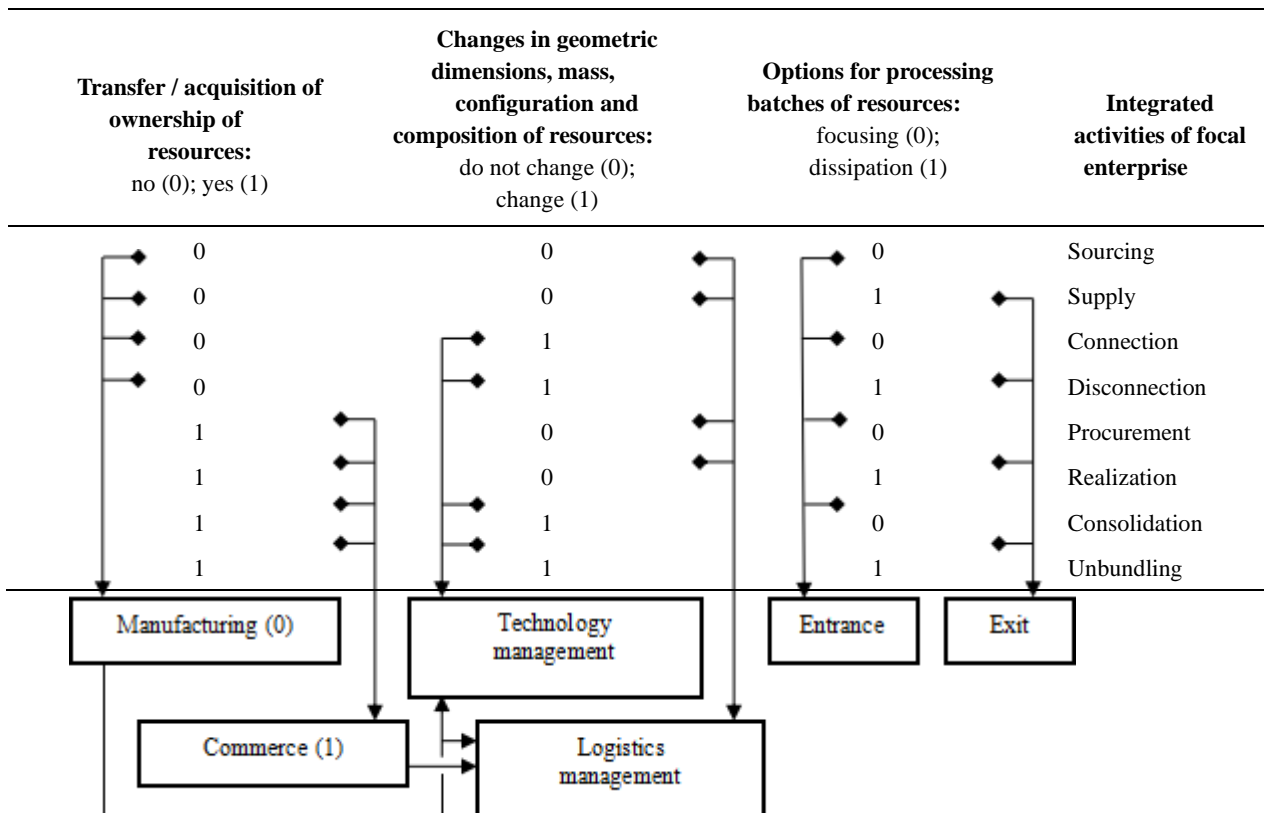 Transfer / acquisition of
ownership of
resources:
no (0); yes (1)
Changes in geometric
dimensions, mass,
configuration and
composition of resources:
do not change (0);
change (1)
Options for processing
batches of resources:
focusing (0);
dissipation (1)
Integrated
activities of focal
enterprise
0 0 0 Sourcing
0 0 1 Supply
0 1 0 Connection
0 1 1 Disconnection
1 0 0 Procurement
1 0 1 Realization
1 1 0 Consolidation
1 1 1 Unbundling
Manufacturing (0)
Technology
management
Entrance
Exit
Commerce (1)
Logistics
management